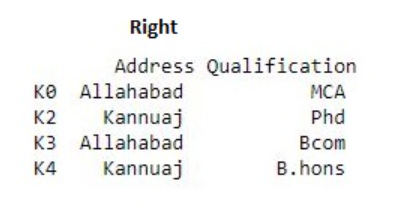 Right
Address Qualification
K0 Allahabad MCA
K2 Kannuaj Phd
K3 Allahabad Bcom
K4 Kannuaj B.hons